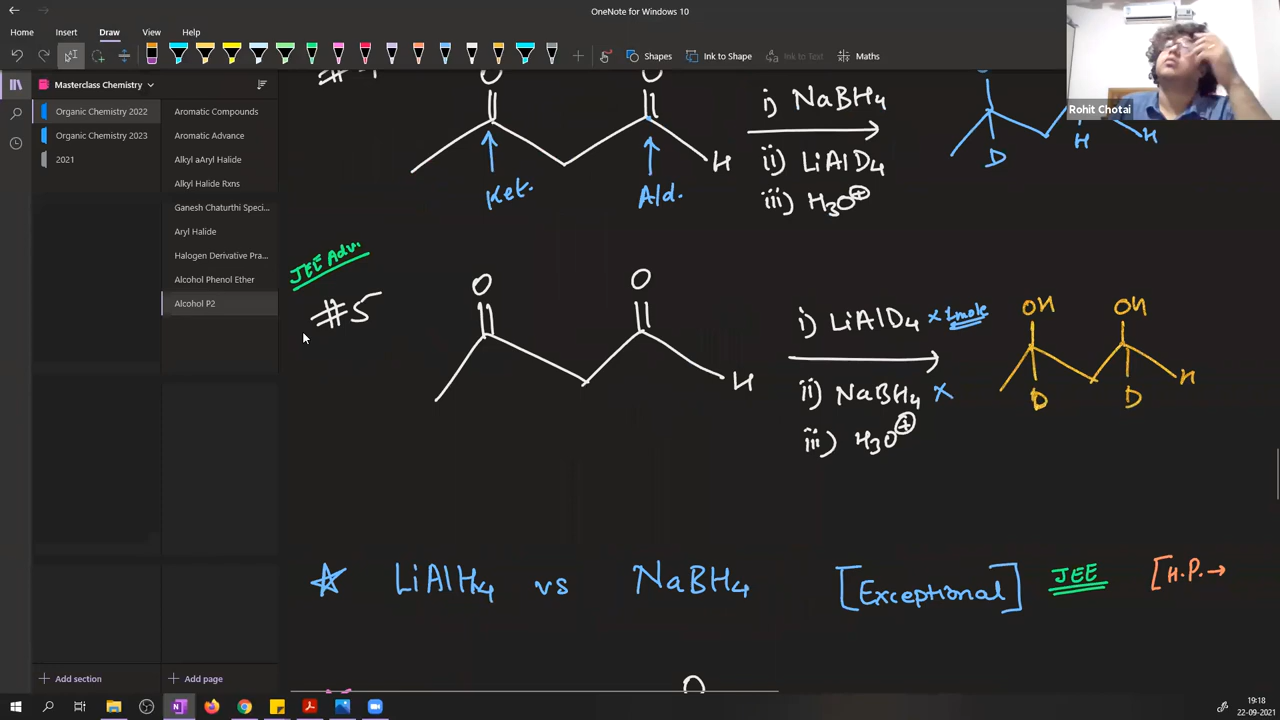 OneNote for Windows 10
Home Insert Draw View Help
Shapes Ink to Shape Ink to Text Maths
Masterclass Chemistry
Organic Chemistry 2022
Organic Chemistry 2023
2021
Aromatic Compounds
Aromatic Advance
Alkyl aAryl Halide
Alkyl Halide Rxns
Ganesh Chaturthi Speci...
Aryl Halide
Halogen Derivative Pra...
Alcohol Phenol Ether
Alcohol P2
Add section
Add page
Rohit Chotai
O O
H
Ket. Ald.
i) NaBH4
ii) LiAlD4
iii) H3O⊕
D H H
JEE Adv.
#5
O O
H
i) LiAlD4 × 1mole
ii) NaBH4 ×
iii) H3O⊕
OH OH
D D H
☆ LiAlH4 vs NaBH4 [Exceptional] JEE [H.P. →
O
19:18
22-09-2021